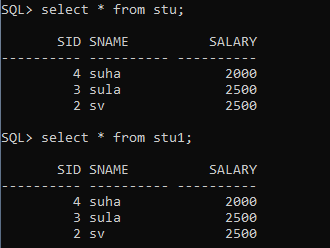 SQL> select * from stu;
       SID SNAME          SALARY
---------- ---------- ----------
         4 suha             2000
         3 sula             2500
         2 sv               2500
SQL> select * from stu1;
       SID SNAME          SALARY
---------- ---------- ----------
         4 suha             2000
         3 sula             2500
         2 sv               2500